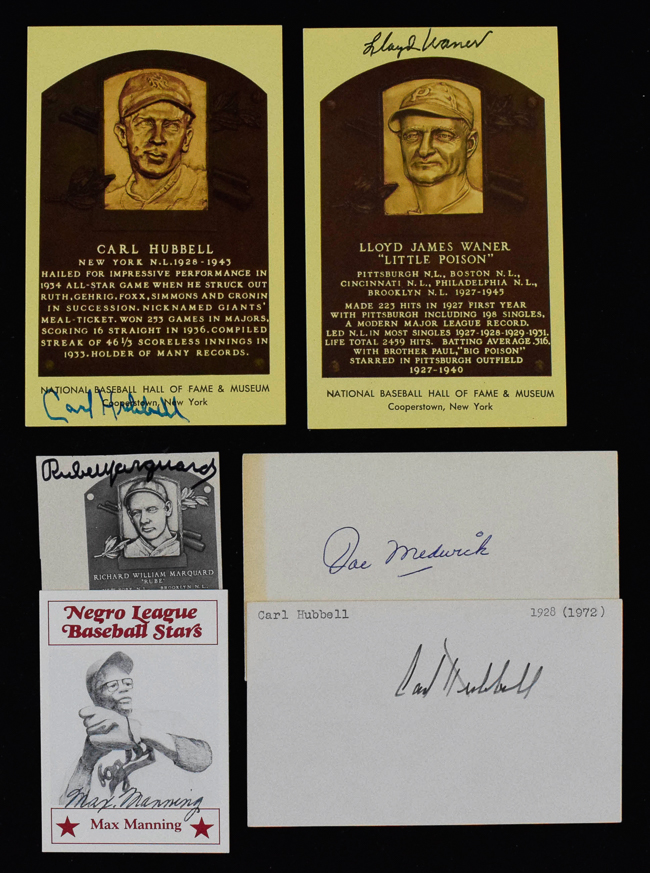 CARL HUBBELL
NEW YORK N.L. 1928-1943
HAILED FOR IMPRESSIVE PERFORMANCE IN
1934 ALL-STAR GAME WHEN HE STRUCK OUT
RUTH, GEHRIG, FOXX, SIMMONS AND CRONIN
IN SUCCESSION. NICKNAMED GIANTS'
MEAL-TICKET. WON 253 GAMES IN MAJORS,
SCORING 16 STRAIGHT IN 1936. COMPILED
STREAK OF 46 1/3 SCORELESS INNINGS IN
1933. HOLDER OF MANY RECORDS.
NATIONAL BASEBALL HALL OF FAME & MUSEUM
Cooperstown, New York
Carl Hubbell
Lloyd Waner
LLOYD JAMES WANER
"LITTLE POISON"
PITTSBURGH N.L., BOSTON N.L.,
CINCINNATI N.L., PHILADELPHIA N.L.,
BROOKLYN N.L. 1927-1945
MADE 223 HITS IN 1927 FIRST YEAR
WITH PITTSBURGH INCLUDING 198 SINGLES,
A MODERN MAJOR LEAGUE RECORD.
LED N.L. IN MOST SINGLES 1927-1928-1929-1931.
LIFE TOTAL 2459 HITS. BATTING AVERAGE .316.
WITH BROTHER PAUL, "BIG POISON"
STARRED IN PITTSBURGH OUTFIELD
1927-1940
NATIONAL BASEBALL HALL OF FAME & MUSEUM
Cooperstown, New York
Rube Marquard
RICHARD WILLIAM MARQUARD
"RUBE"
Joe Medwick
Negro League
Baseball Stars
Max Manning
Max Manning
Carl Hubbell 1928 (1972)
Carl Hubbell